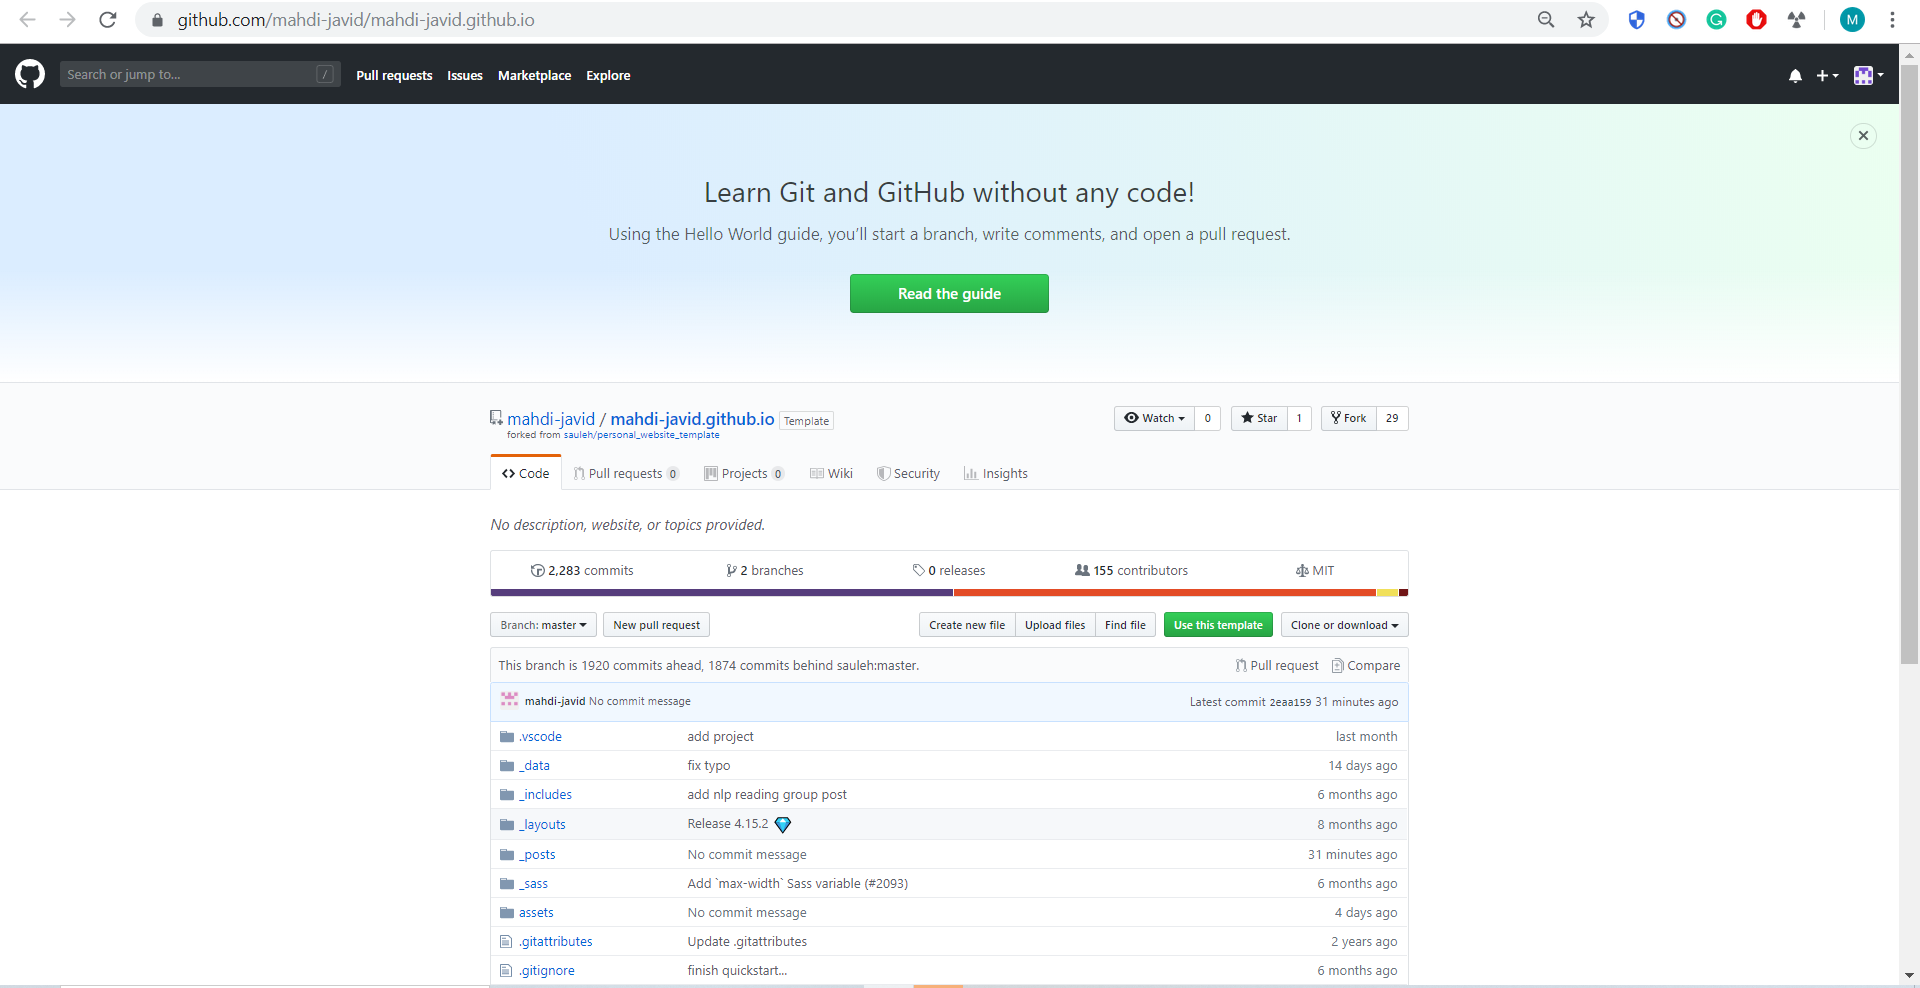 github.com/mahdi-javid/mahdi-javid.github.io
M
Search or jump to... /
Pull requests Issues Marketplace Explore
Learn Git and GitHub without any code!
Using the Hello World guide, you’ll start a branch, write comments, and open a pull request.
Read the guide
mahdi-javid / mahdi-javid.github.io Template
forked from sauleh/personal_website_template
Watch 0 Star 1 Fork 29
Code Pull requests 0 Projects 0 Wiki Security Insights
No description, website, or topics provided.
2,283 commits 2 branches 0 releases 155 contributors MIT
Branch: master New pull request Create new file Upload files Find file Use this template Clone or download
This branch is 1920 commits ahead, 1874 commits behind sauleh:master. Pull request Compare
mahdi-javid No commit message Latest commit 2eaa159 31 minutes ago
.vscode add project last month
_data fix typo 14 days ago
_includes add nlp reading group post 6 months ago
_layouts Release 4.15.2 8 months ago
_posts No commit message 31 minutes ago
_sass Add `max-width` Sass variable (#2093) 6 months ago
assets No commit message 4 days ago
.gitattributes Update .gitattributes 2 years ago
.gitignore finish quickstart... 6 months ago